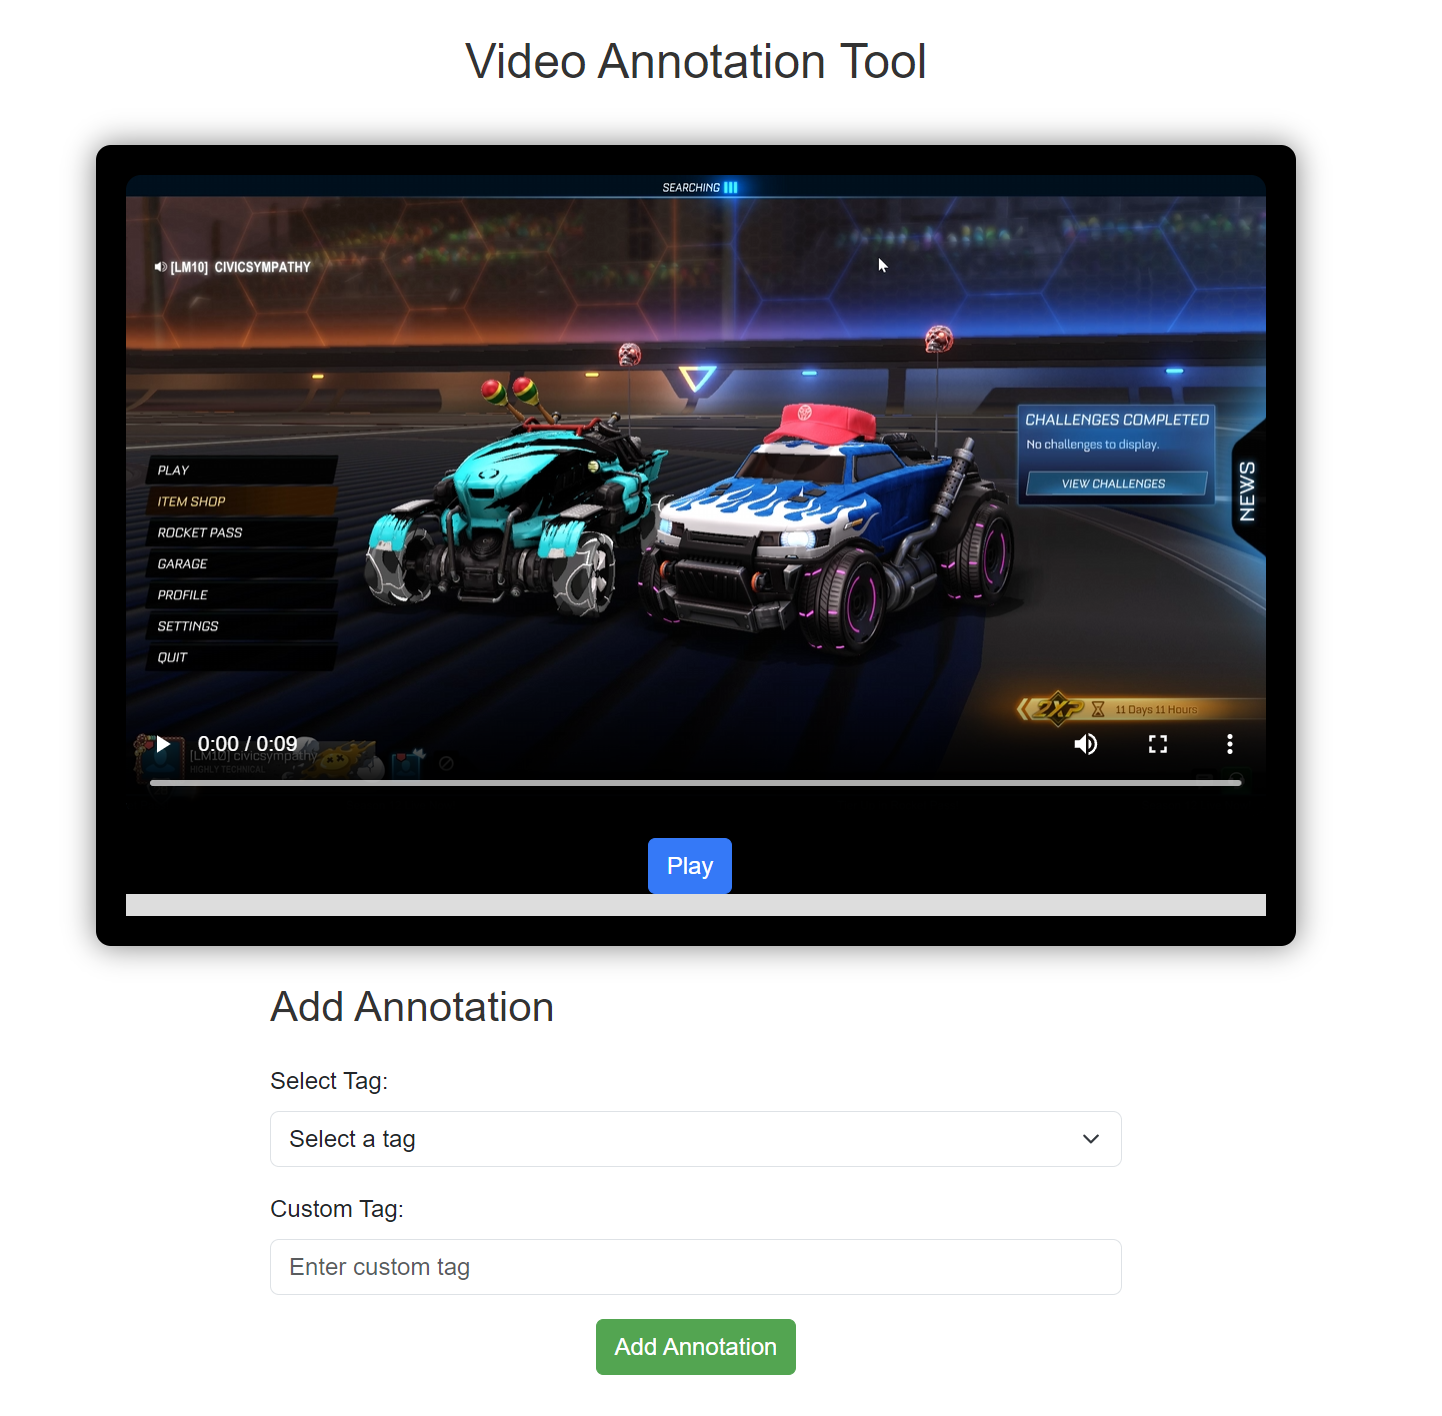 Video Annotation Tool
SEARCHING
[LM10] CIVICSYMPATHY
CHALLENGES COMPLETED
No challenges to display.
VIEW CHALLENGES
NEWS
PLAY
ITEM SHOP
ROCKET PASS
GARAGE
PROFILE
SETTINGS
QUIT
2XP 11 Days 11 Hours
0:00 / 0:09
[LM10] civicsympathy
HIGHLY TECHNICAL
Play
Add Annotation
Select Tag:
Select a tag
Custom Tag:
Enter custom tag
Add Annotation